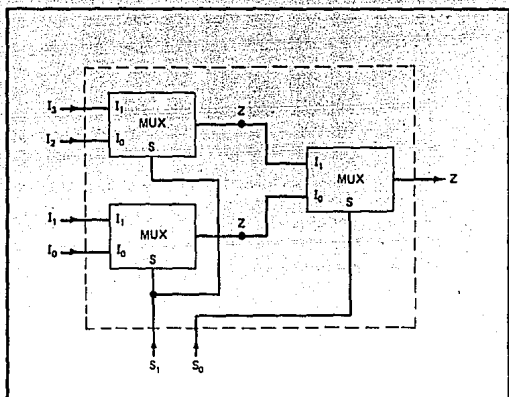 I₃ I₁ MUX Z
I₂ I₀
S
I₁ MUX Z
I₀ S
I₁ I₁ MUX Z
I₀ I₀
S
S₁ S₀